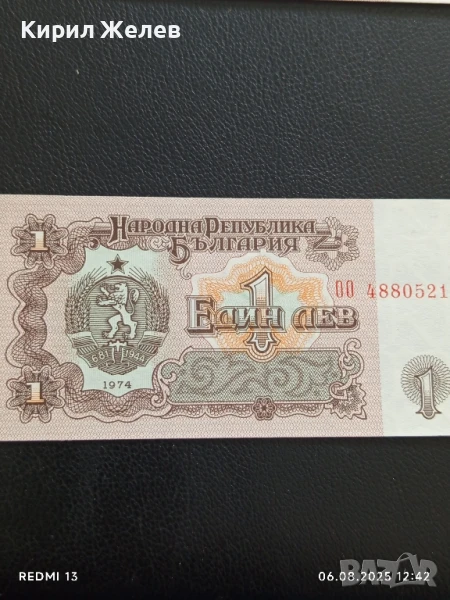 Кирил Желев
НАРОДНА РЕПУБЛИКА
БЪЛГАРИЯ
1
ОО 4880521
1
ЕДИН ЛЕВ
681 1944
1974
1
1
REDMI 13
06.08.2025 12:42
BAZAR